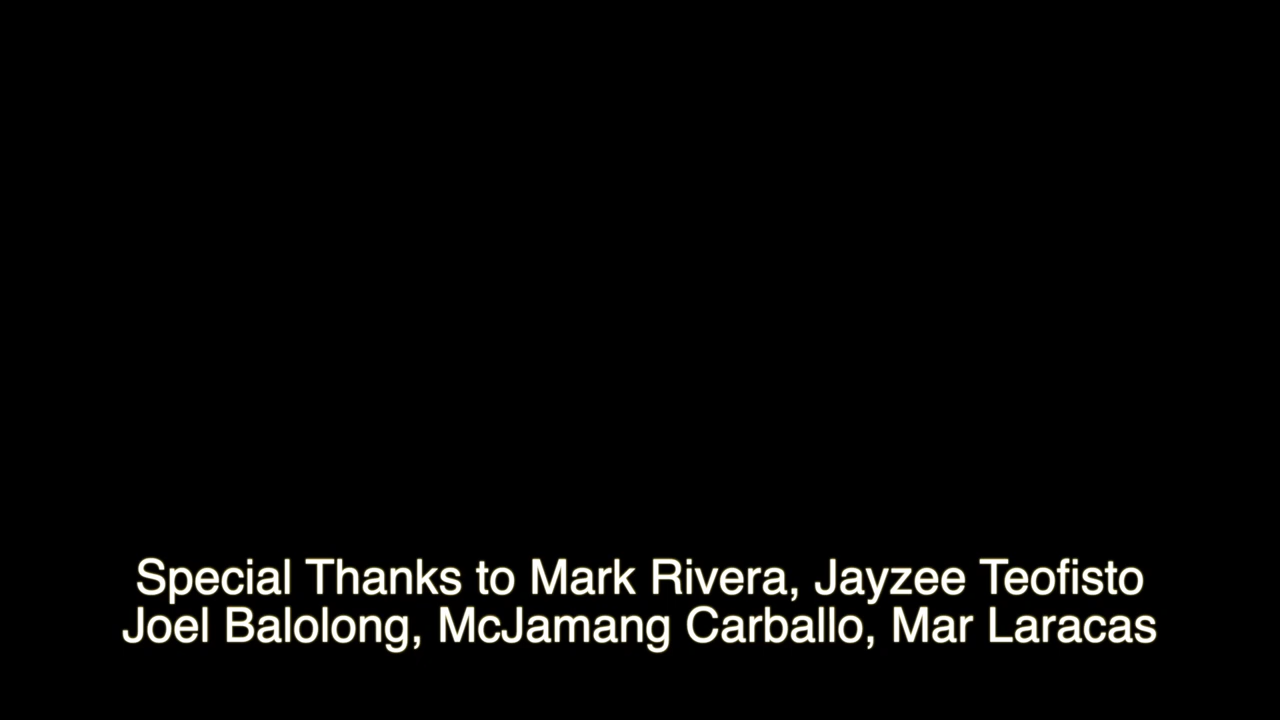 Special Thanks to Mark Rivera, Jayzee Teofisto
Joel Balolong, McJamang Carballo, Mar Laracas